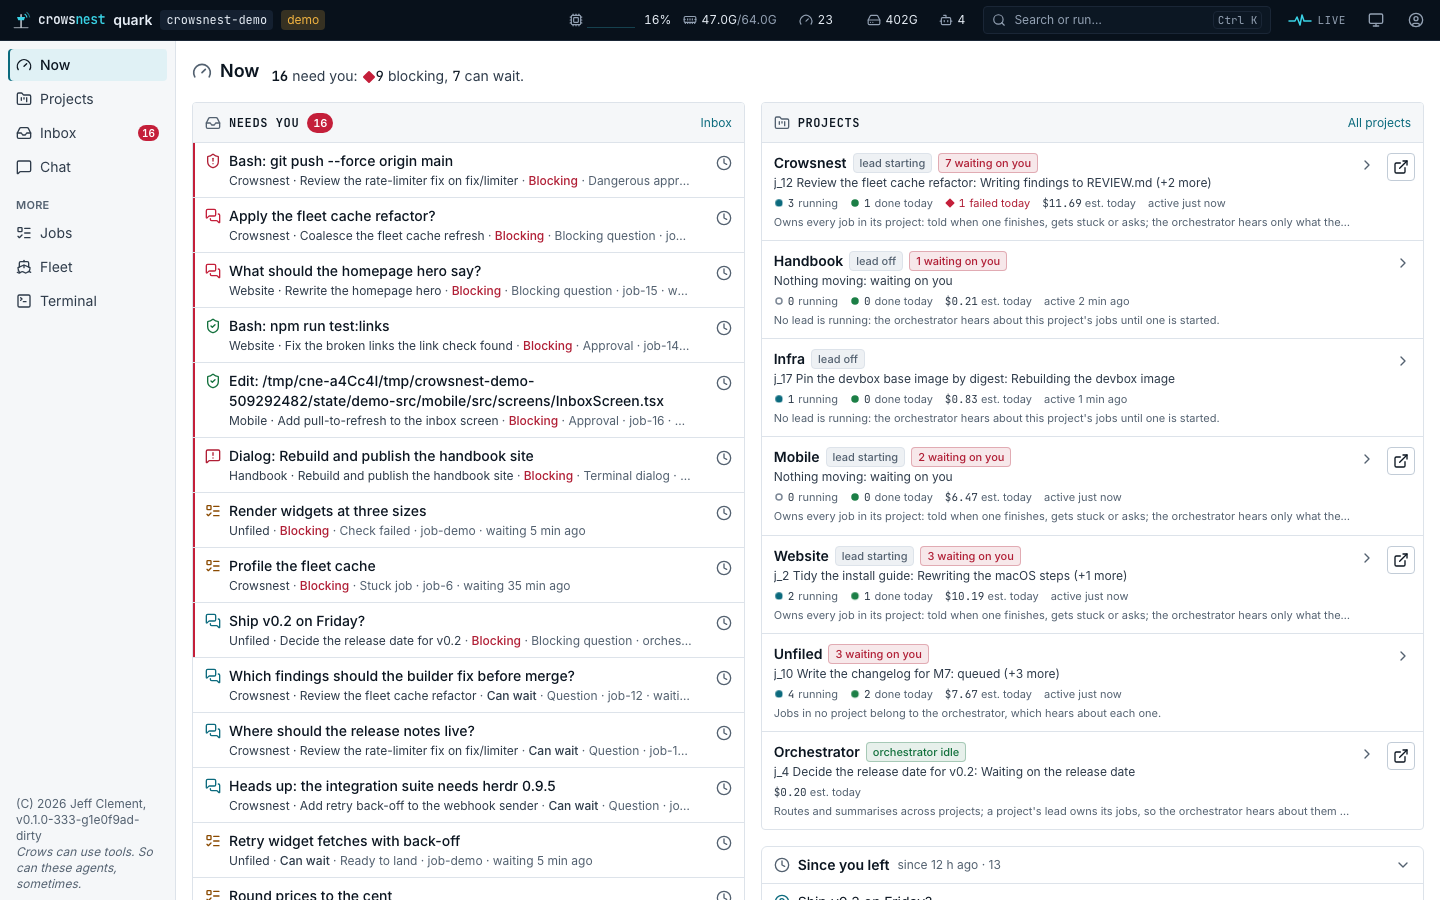 crowsnest quark crowsnest-demo demo 16% 47.0G/64.0G 23 402G 4 Search or run... Ctrl K LIVE
Now
Projects
Inbox 16
Chat
MORE
Jobs
Fleet
Terminal
(C) 2026 Jeff Clement,
v0.1.0-333-g1e0f9ad-
dirty
Crows can use tools. So
can these agents,
sometimes.
Now 16 need you: 9 blocking, 7 can wait.
NEEDS YOU 16 Inbox
Bash: git push --force origin main
Crowsnest · Review the rate-limiter fix on fix/limiter · Blocking · Dangerous appr...
Apply the fleet cache refactor?
Crowsnest · Coalesce the fleet cache refresh · Blocking · Blocking question · jo...
What should the homepage hero say?
Website · Rewrite the homepage hero · Blocking · Blocking question · job-15 · w...
Bash: npm run test:links
Website · Fix the broken links the link check found · Blocking · Approval · job-14...
Edit: /tmp/cne-a4Cc4l/tmp/crowsnest-demo-
509292482/state/demo-src/mobile/src/screens/InboxScreen.tsx
Mobile · Add pull-to-refresh to the inbox screen · Blocking · Approval · job-16 · ...
Dialog: Rebuild and publish the handbook site
Handbook · Rebuild and publish the handbook site · Blocking · Terminal dialog · ...
Render widgets at three sizes
Unfiled · Blocking · Check failed · job-demo · waiting 5 min ago
Profile the fleet cache
Crowsnest · Blocking · Stuck job · job-6 · waiting 35 min ago
Ship v0.2 on Friday?
Unfiled · Decide the release date for v0.2 · Blocking · Blocking question · orches...
Which findings should the builder fix before merge?
Crowsnest · Review the fleet cache refactor · Can wait · Question · job-12 · waiti...
Where should the release notes live?
Crowsnest · Review the rate-limiter fix on fix/limiter · Can wait · Question · job-1...
Heads up: the integration suite needs herdr 0.9.5
Crowsnest · Add retry back-off to the webhook sender · Can wait · Question · jo...
Retry widget fetches with back-off
Unfiled · Can wait · Ready to land · job-demo · waiting 5 min ago
Round prices to the cent
PROJECTS All projects
Crowsnest lead starting 7 waiting on you
j_12 Review the fleet cache refactor: Writing findings to REVIEW.md (+2 more)
3 running 1 done today 1 failed today $11.69 est. today active just now
Owns every job in its project: told when one finishes, gets stuck or asks; the orchestrator hears only what the...
Handbook lead off 1 waiting on you
Nothing moving: waiting on you
0 running 0 done today $0.21 est. today active 2 min ago
No lead is running: the orchestrator hears about this project's jobs until one is started.
Infra lead off
j_17 Pin the devbox base image by digest: Rebuilding the devbox image
1 running 0 done today $0.83 est. today active 1 min ago
No lead is running: the orchestrator hears about this project's jobs until one is started.
Mobile lead starting 2 waiting on you
Nothing moving: waiting on you
0 running 0 done today $6.47 est. today active just now
Owns every job in its project: told when one finishes, gets stuck or asks; the orchestrator hears only what the...
Website lead starting 3 waiting on you
j_2 Tidy the install guide: Rewriting the macOS steps (+1 more)
2 running 1 done today $10.19 est. today active just now
Owns every job in its project: told when one finishes, gets stuck or asks; the orchestrator hears only what the...
Unfiled 3 waiting on you
j_10 Write the changelog for M7: queued (+3 more)
4 running 2 done today $7.67 est. today active just now
Jobs in no project belong to the orchestrator, which hears about each one.
Orchestrator orchestrator idle
j_4 Decide the release date for v0.2: Waiting on the release date
$0.20 est. today
Routes and summarises across projects; a project's lead owns its jobs, so the orchestrator hears about them ...
Since you left since 12 h ago · 13
Ship v0.2 on Friday?